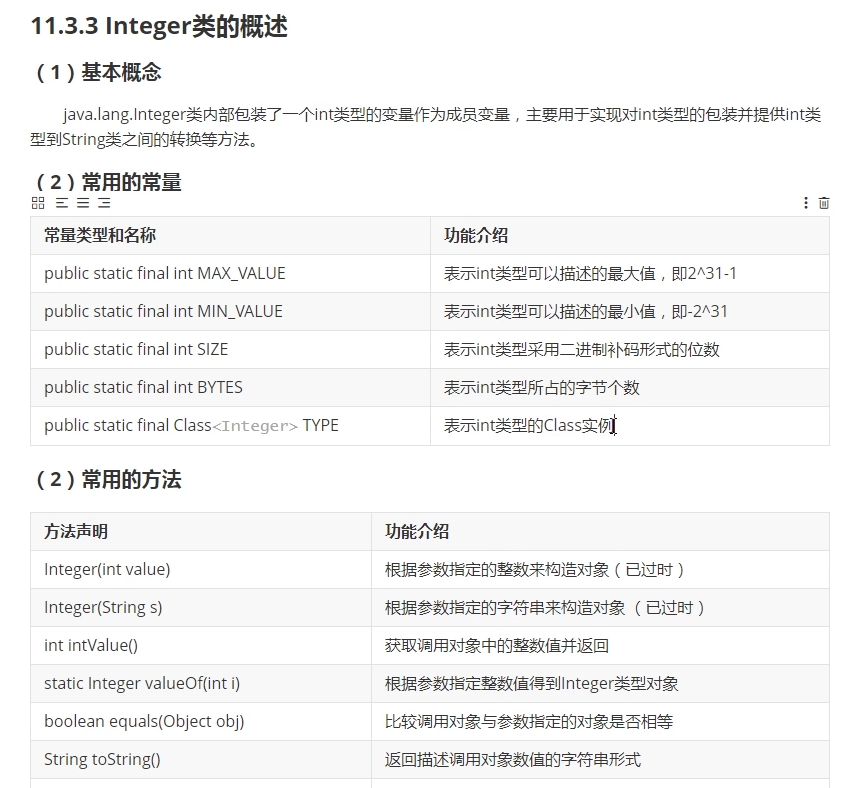 11.3.3 Integer类的概述
（1）基本概念
java.lang.Integer类内部包装了一个int类型的变量作为成员变量，主要用于实现对int类型的包装并提供int类
型到String类之间的转换等方法。
（2）常用的常量
常量类型和名称 功能介绍
public static final int MAX_VALUE 表示int类型可以描述的最大值，即2^31-1
public static final int MIN_VALUE 表示int类型可以描述的最小值，即-2^31
public static final int SIZE 表示int类型采用二进制补码形式的位数
public static final int BYTES 表示int类型所占的字节个数
public static final Class<Integer> TYPE 表示int类型的Class实例
（2）常用的方法
方法声明 功能介绍
Integer(int value) 根据参数指定的整数来构造对象（已过时）
Integer(String s) 根据参数指定的字符串来构造对象 （已过时）
int intValue() 获取调用对象中的整数值并返回
static Integer valueOf(int i) 根据参数指定整数值得到Integer类型对象
boolean equals(Object obj) 比较调用对象与参数指定的对象是否相等
String toString() 返回描述调用对象数值的字符串形式